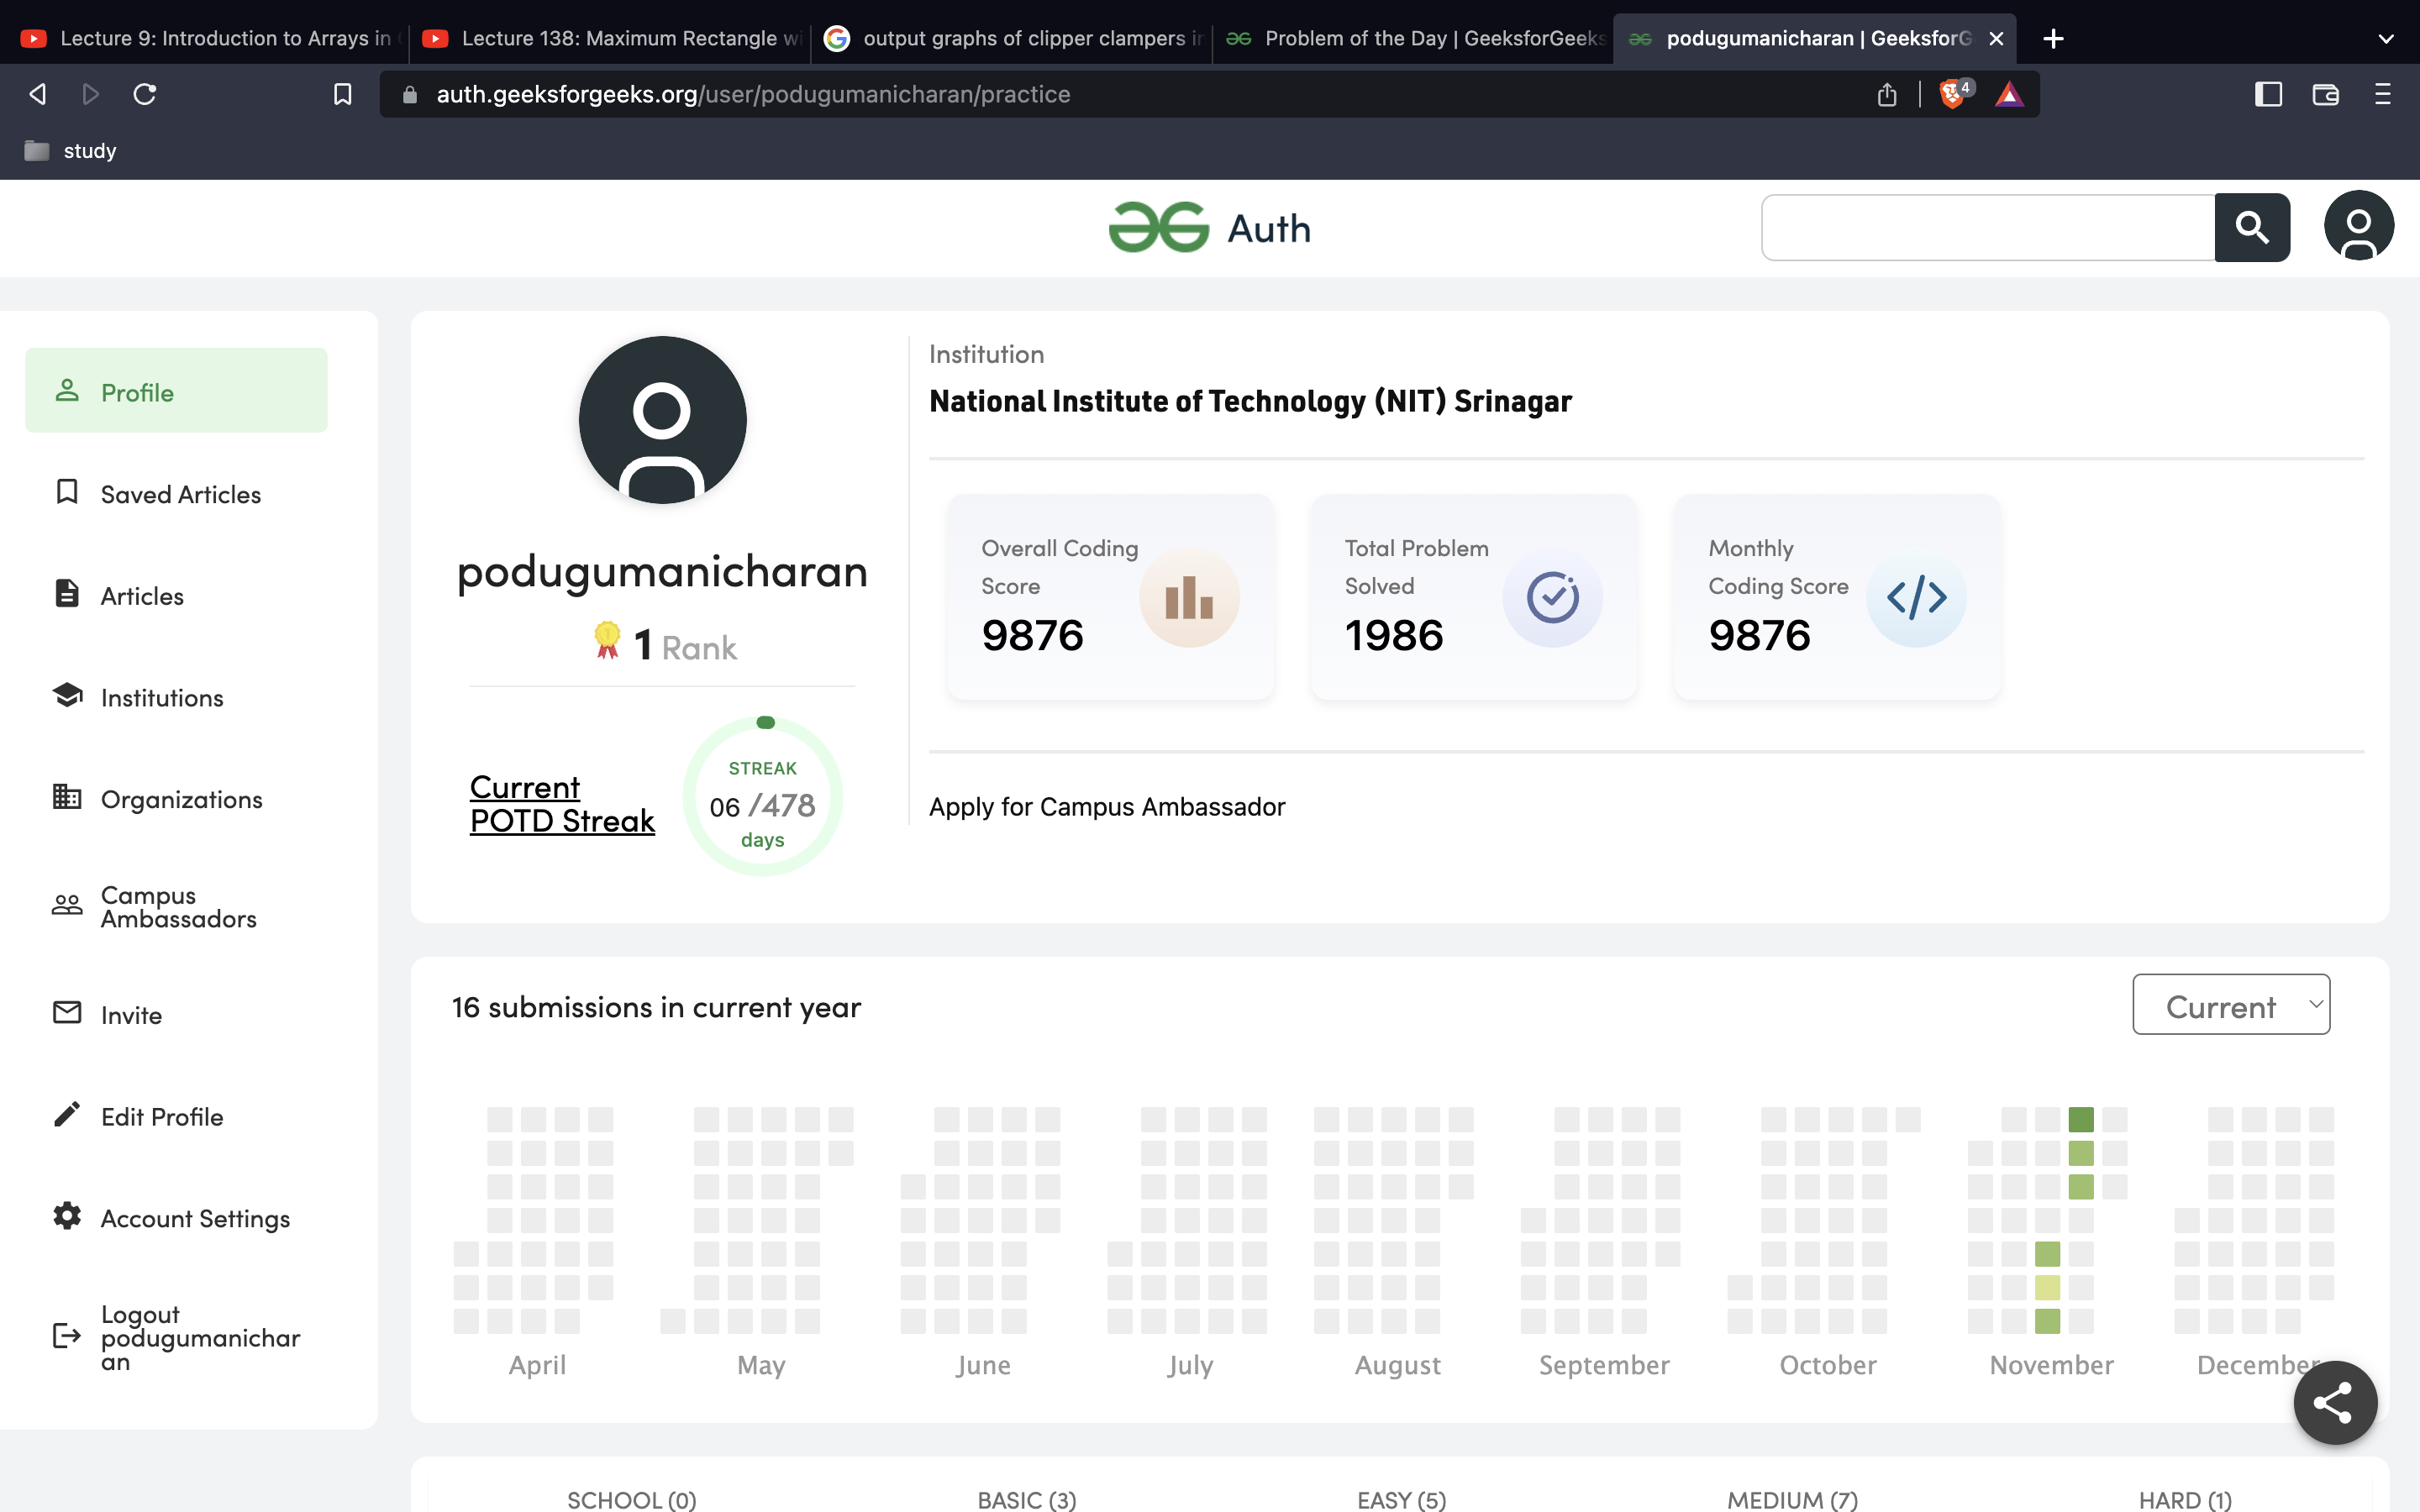 Lecture 9: Introduction to Arrays in
Lecture 138: Maximum Rectangle wi
output graphs of clipper clampers in
Problem of the Day | GeeksforGeeks
podugumanicharan | GeeksforG
auth.geeksforgeeks.org/user/podugumanicharan/practice
4
study
Auth
Profile
Saved Articles
Articles
Institutions
Organizations
Campus
Ambassadors
Invite
Edit Profile
Account Settings
Logout
podugumanichar
an
podugumanicharan
1 Rank
Current
POTD Streak
STREAK
06 /478
days
Institution
National Institute of Technology (NIT) Srinagar
Overall Coding
Score
9876
Total Problem
Solved
1986
Monthly
Coding Score
9876
Apply for Campus Ambassador
16 submissions in current year
Current
April
May
June
July
August
September
October
November
December
SCHOOL (0)
BASIC (3)
EASY (5)
MEDIUM (7)
HARD (1)